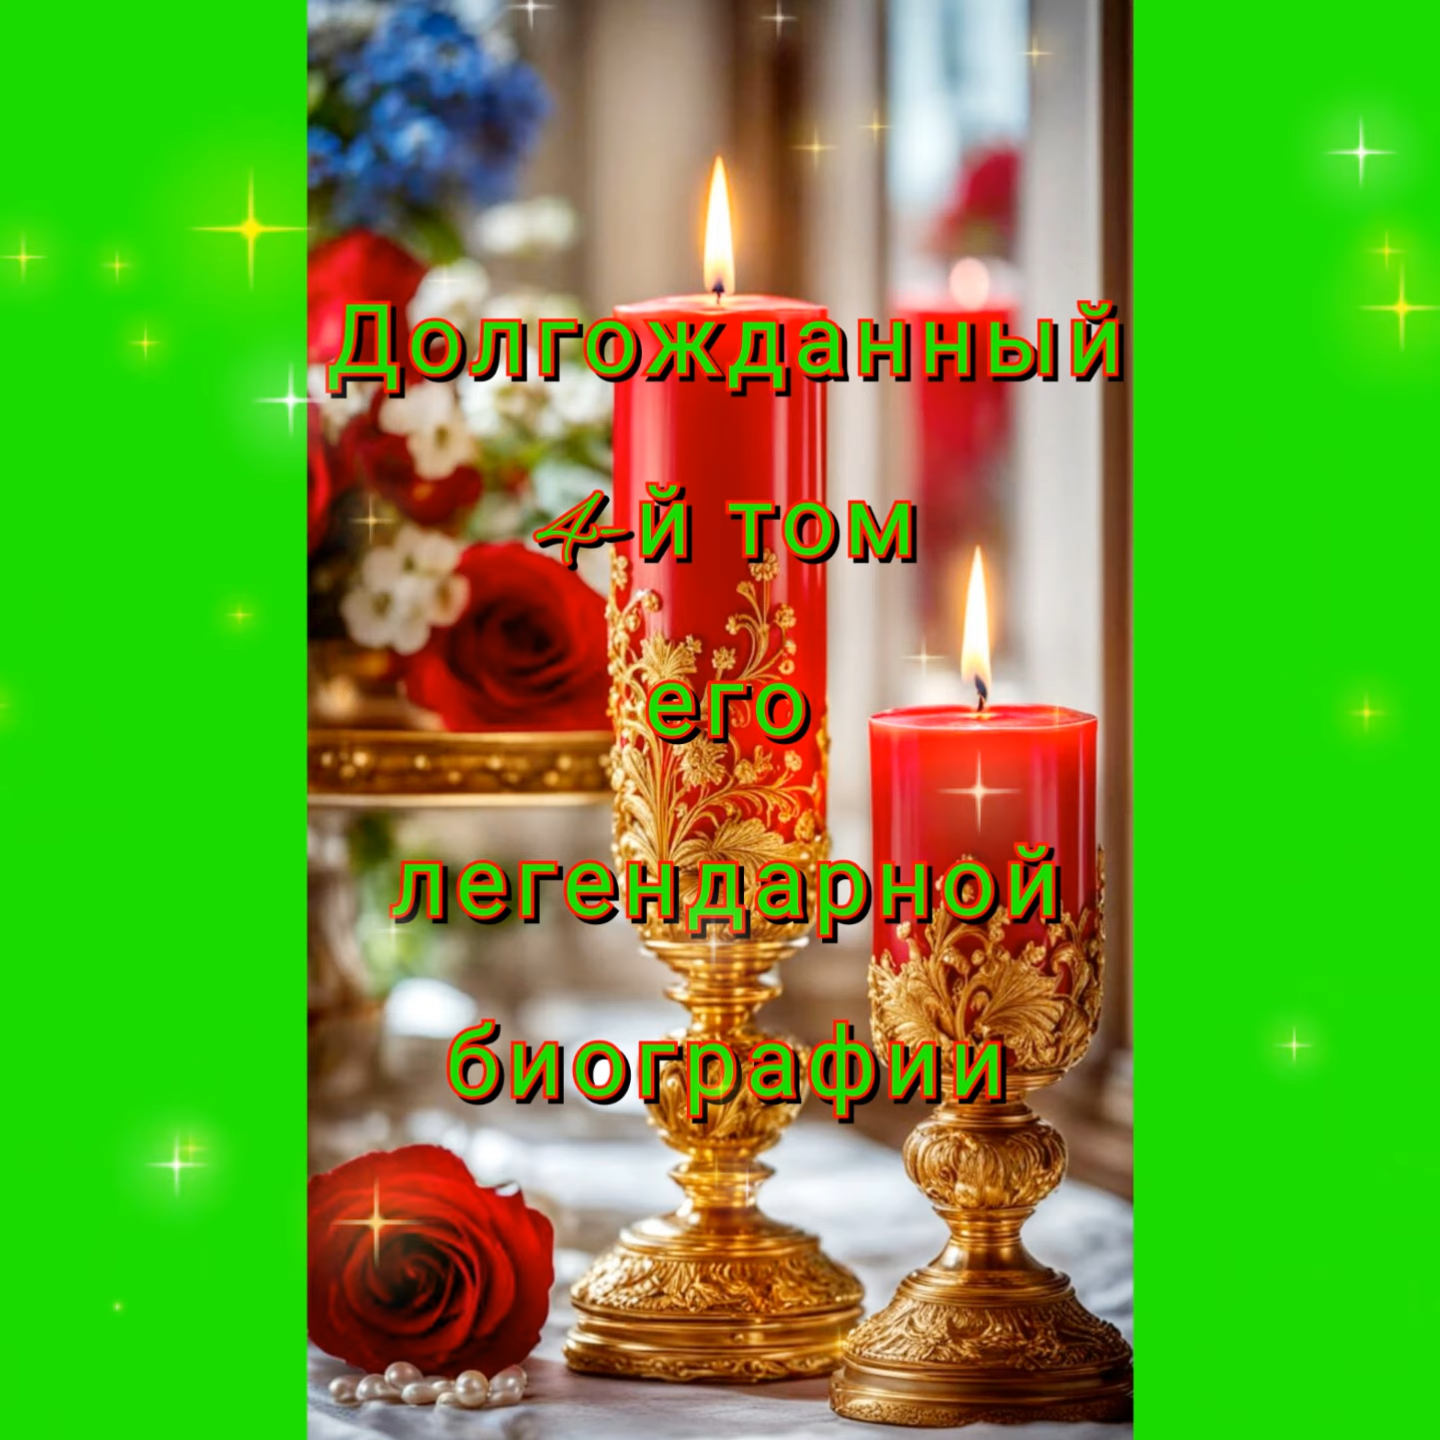 Долгожданный
4-й том
его
легендарной
биографии